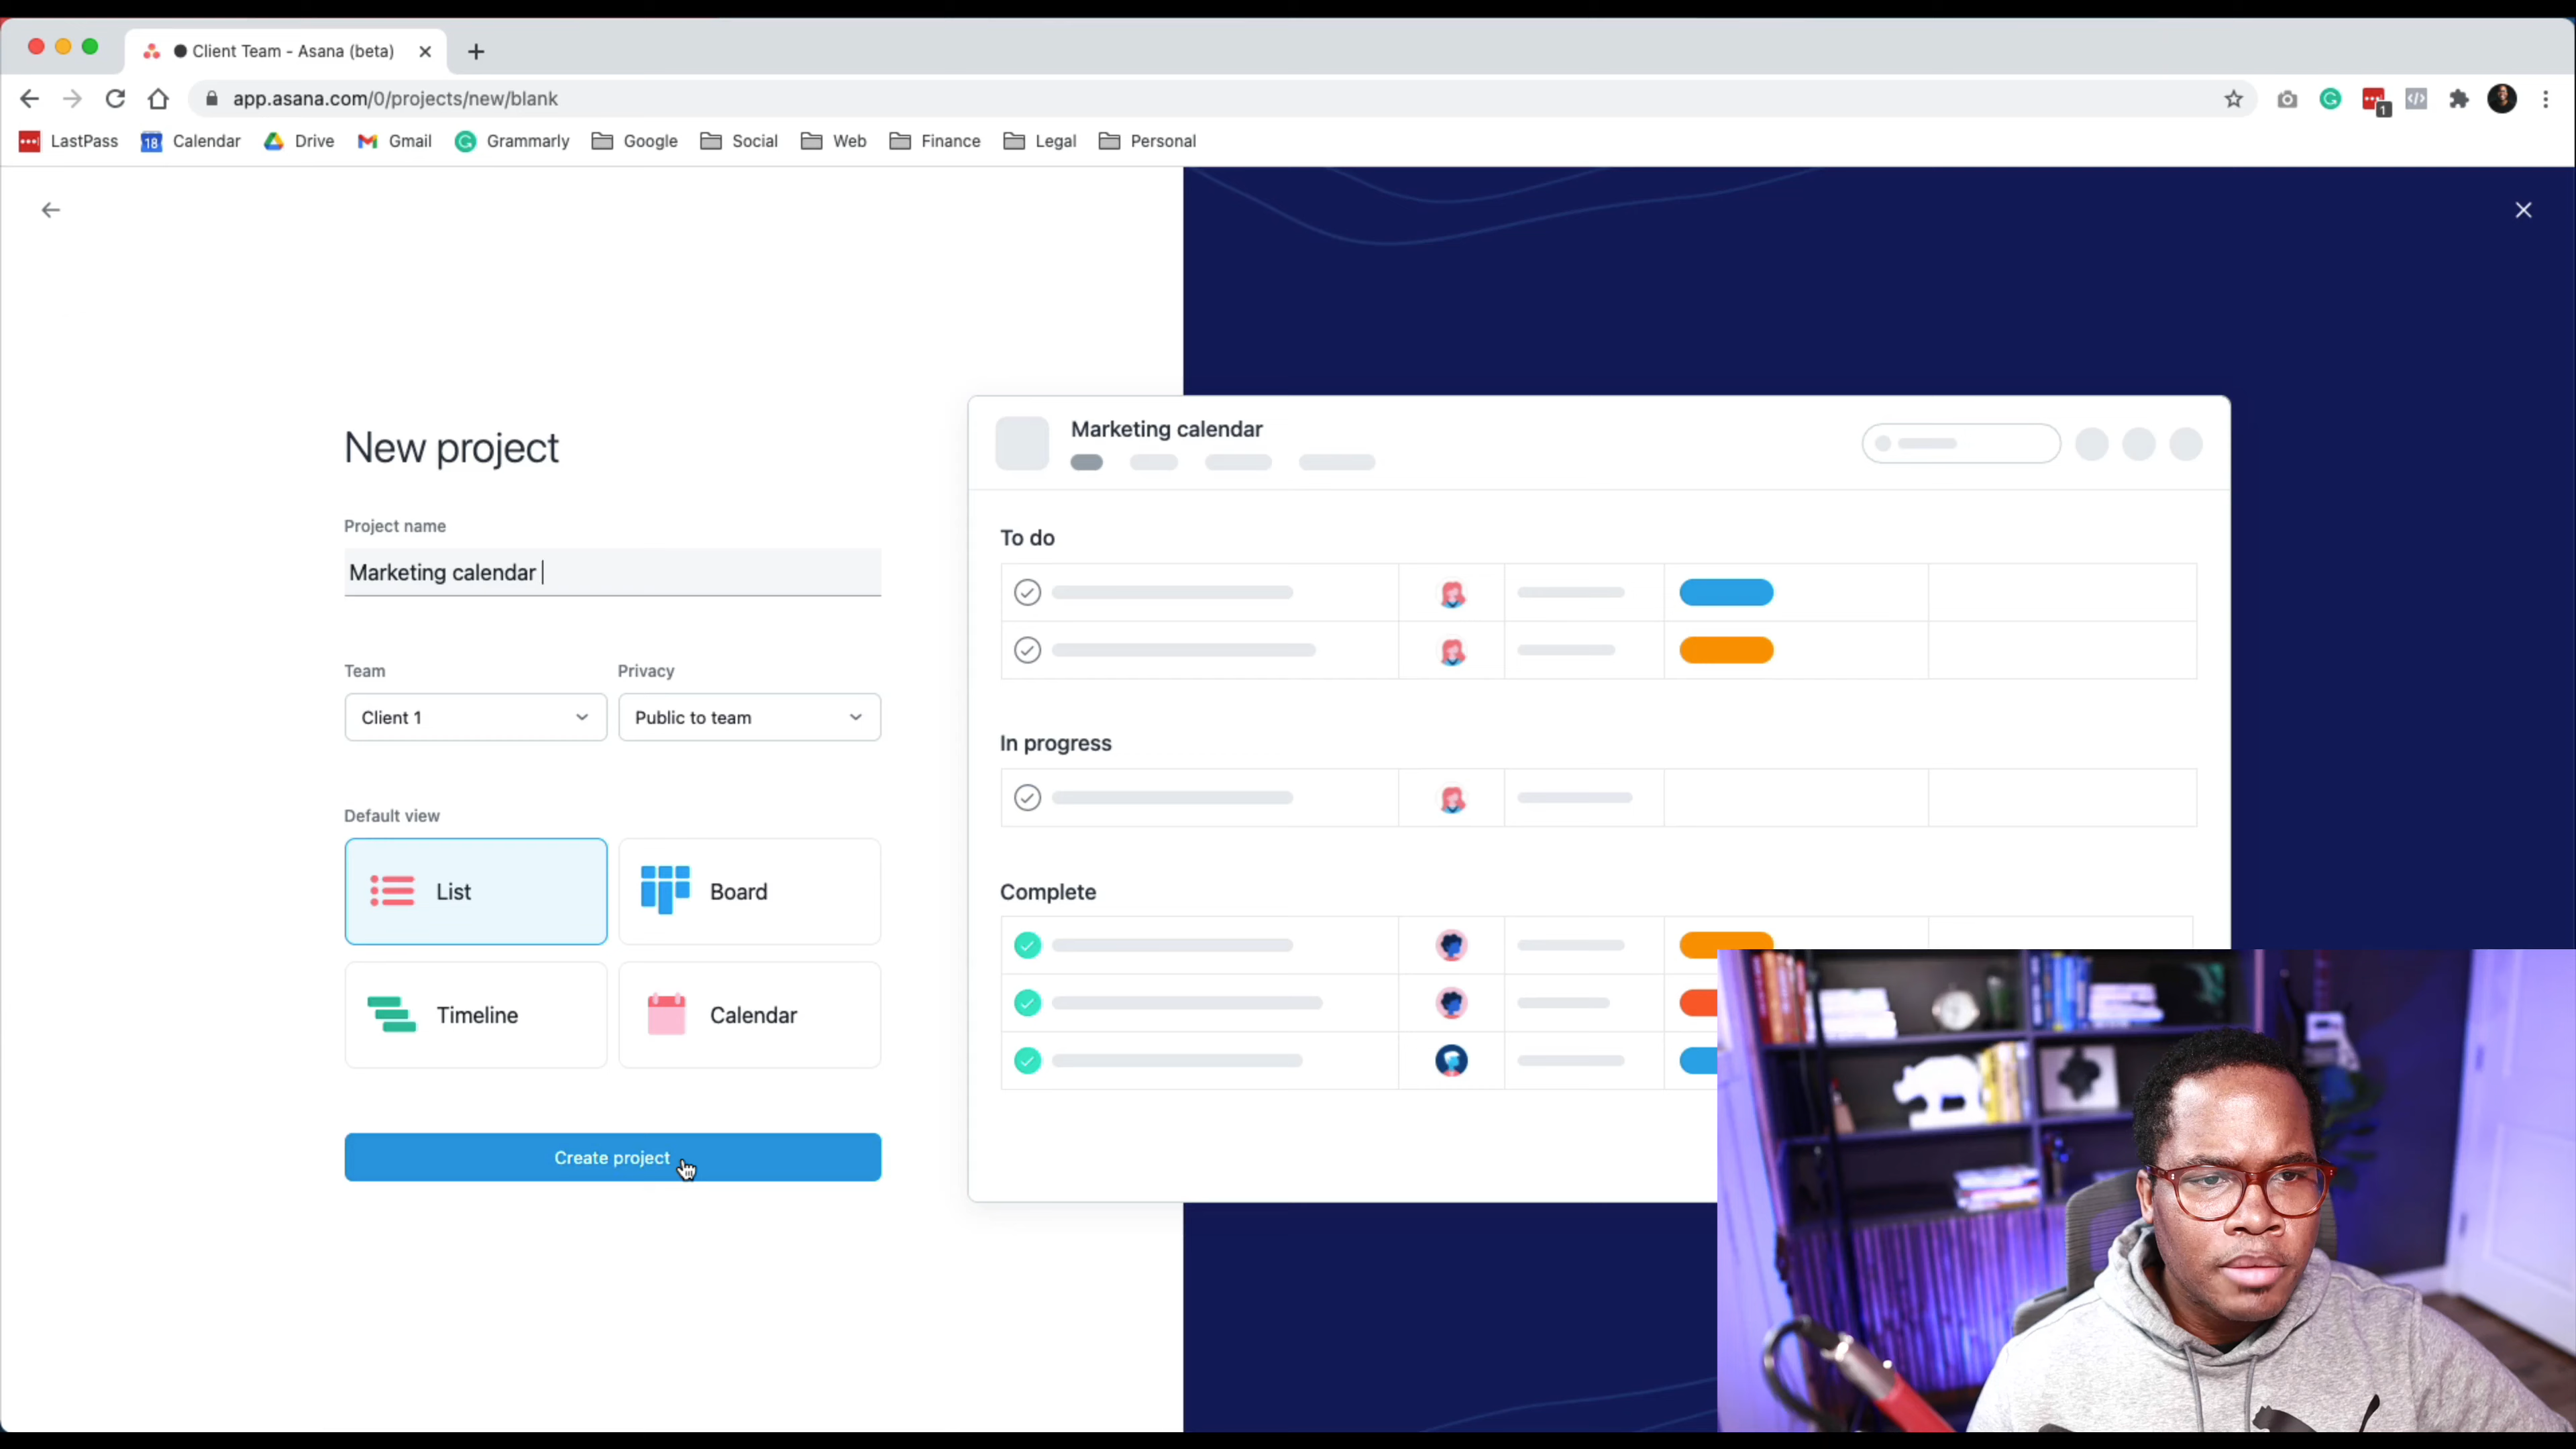 Client Team - Asana (beta)
app.asana.com/0/projects/new/blank
1
LastPass
18
Calendar
Drive
Gmail
Grammarly
Google
Social
Web
Finance
Legal
Personal
New project
Project name
Marketing calendar
Team
Privacy
Client 1
Public to team
Default view
List
Board
Timeline
Calendar
Create project
Marketing calendar
To do
In progress
Complete